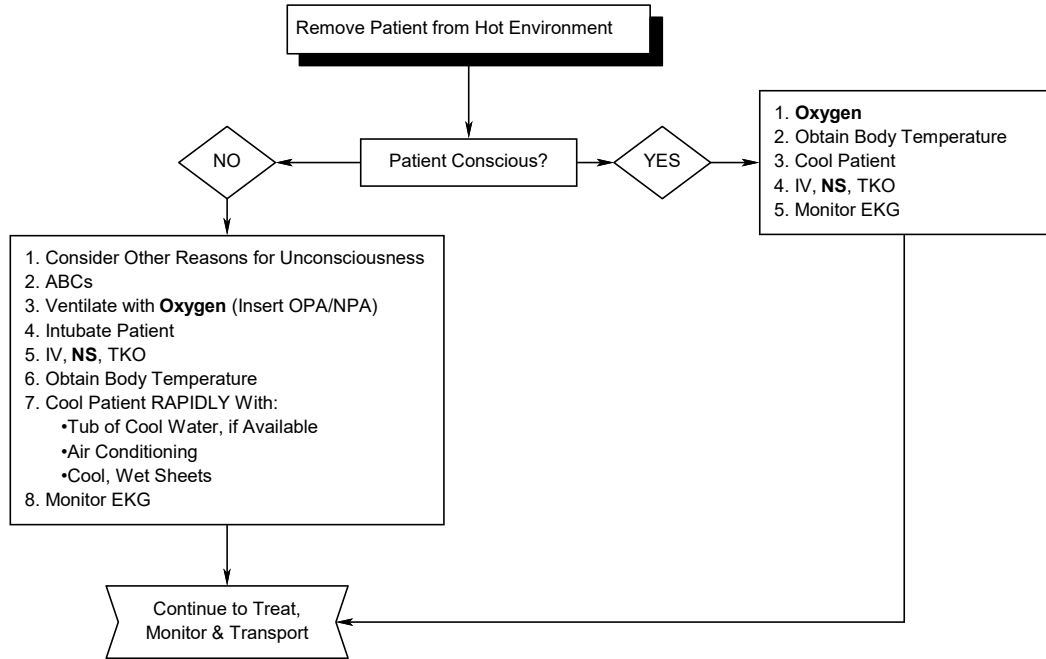 Remove Patient from Hot Environment
Patient Conscious?
NO
YES
1. Oxygen
2. Obtain Body Temperature
3. Cool Patient
4. IV, NS, TKO
5. Monitor EKG
1. Consider Other Reasons for Unconsciousness
2. ABCs
3. Ventilate with Oxygen (Insert OPA/NPA)
4. Intubate Patient
5. IV, NS, TKO
6. Obtain Body Temperature
7. Cool Patient RAPIDLY With:
•Tub of Cool Water, if Available
•Air Conditioning
•Cool, Wet Sheets
8. Monitor EKG
Continue to Treat,
Monitor & Transport